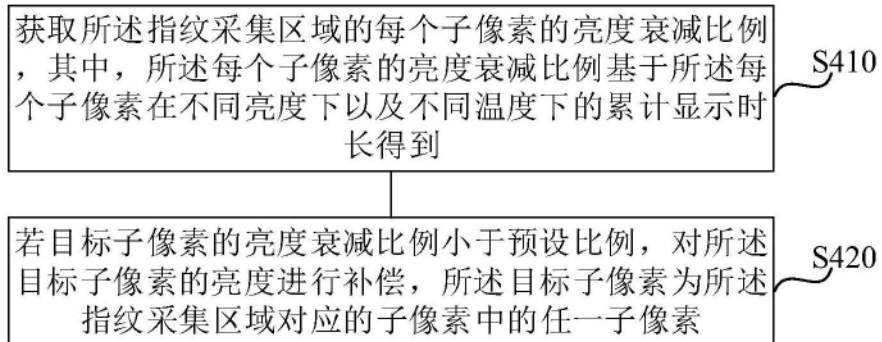 获取所述指纹采集区域的每个子像素的亮度衰减比例
，其中，所述每个子像素的亮度衰减比例基于所述每
个子像素在不同亮度下以及不同温度下的累计显示时
长得到
S410
若目标子像素的亮度衰减比例小于预设比例，对所述
目标子像素的亮度进行补偿，所述目标子像素为所述
指纹采集区域对应的子像素中的任一子像素
S420